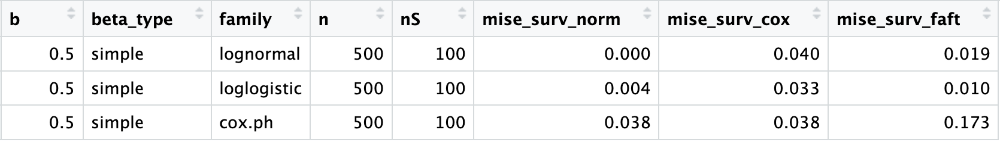 b beta_type family n nS mise_surv_norm mise_surv_cox mise_surv_faft
0.5 simple lognormal 500 100 0.000 0.040 0.019
0.5 simple loglogistic 500 100 0.004 0.033 0.010
0.5 simple cox.ph 500 100 0.038 0.038 0.173